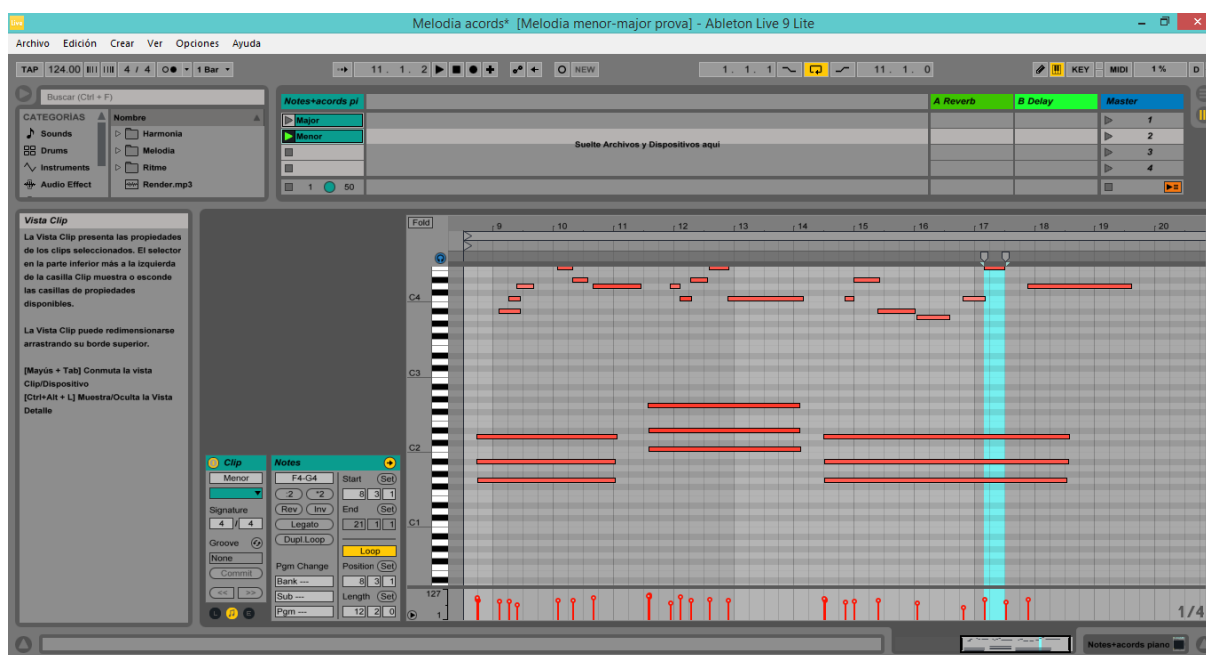 live
Melodia acords* [Melodia menor-major prova] - Ableton Live 9 Lite
Archivo Edición Crear Ver Opciones Ayuda
TAP 124.00 4 / 4 1 Bar 11. 1. 2 NEW 1. 1. 1 11. 1. 0 KEY MIDI 1 % D
Buscar (Ctrl + F)
CATEGORÍAS Nombre
Sounds Harmonia
Drums Melodia
Instruments Ritme
Audio Effect Render.mp3
Notes+acords pi A Reverb B Delay Master
Major 1
Menor 2
Suelte Archivos y Dispositivos aquí
3
4
1 50
Vista Clip
La Vista Clip presenta las propiedades
de los clips seleccionados. El selector
en la parte inferior más a la izquierda
de la casilla Clip muestra o esconde
las casillas de propiedades
disponibles.
La Vista Clip puede redimensionarse
arrastrando su borde superior.
[Mayús + Tab] Conmuta la vista
Clip/Dispositivo
[Ctrl+Alt + L] Muestra/Oculta la Vista
Detalle
Clip
Menor
Signature
4 / 4
Groove
None
Commit
<< >>
L E
Notes
F4-G4 Start Set
:2 *2 8 3 1
Rev Inv End Set
Legato 21 1 1
Dupl.Loop
Loop
Pgm Change Position Set
Bank --- 8 3 1
Sub --- Length Set
Pgm --- 12 2 0
Fold 9 10 11 12 13 14 15 16 17 18 19 20
C4
C3
C2
C1
127
1
1/4
Notes+acords piano